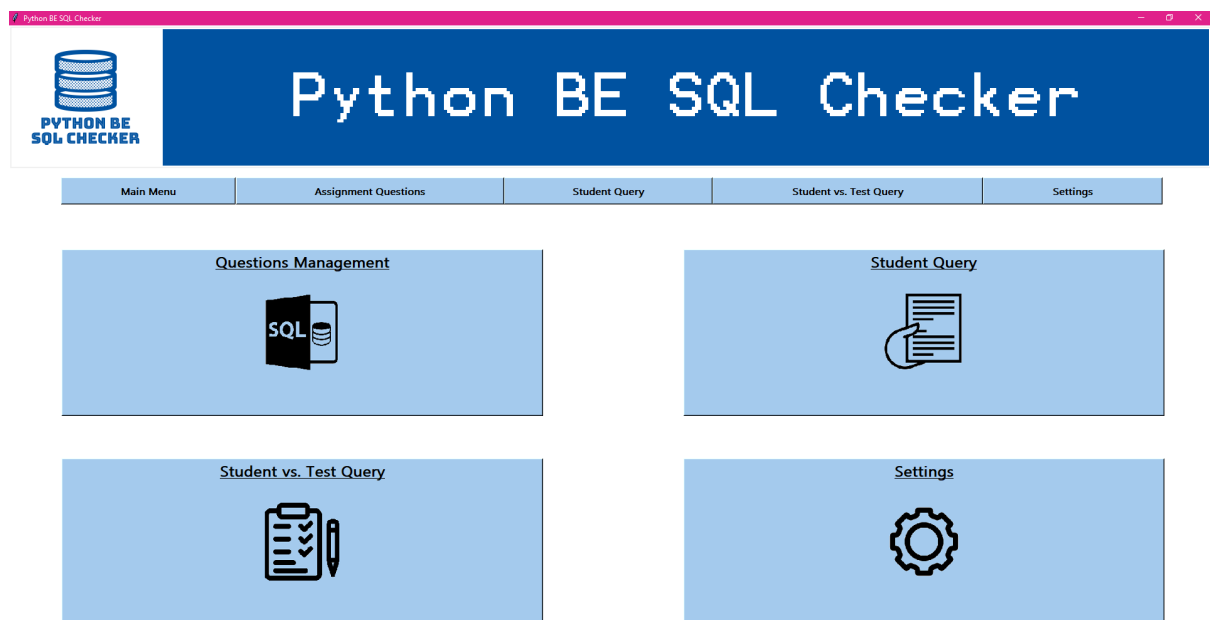 Python BE SQL Checker
PYTHON BE
SQL CHECKER
Python BE SQL Checker
Main Menu Assignment Questions Student Query Student vs. Test Query Settings
Questions Management
SQL
Student Query
Student vs. Test Query
Settings